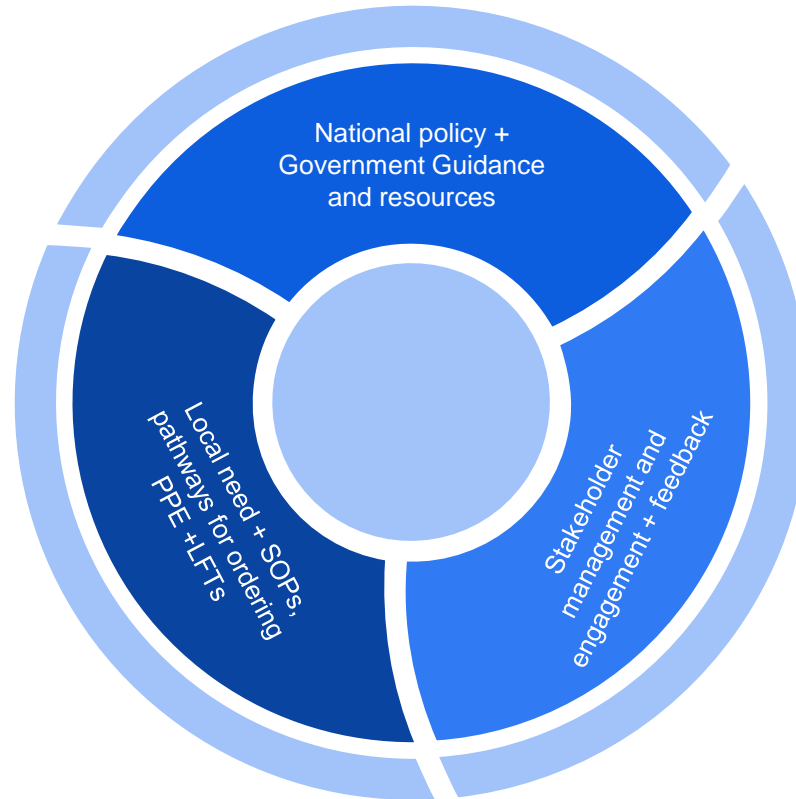 National policy +
Government Guidance
and resources
Stakeholder
management and
engagement + feedback
Local need + SOPs,
pathways for ordering
PPE +LFTs